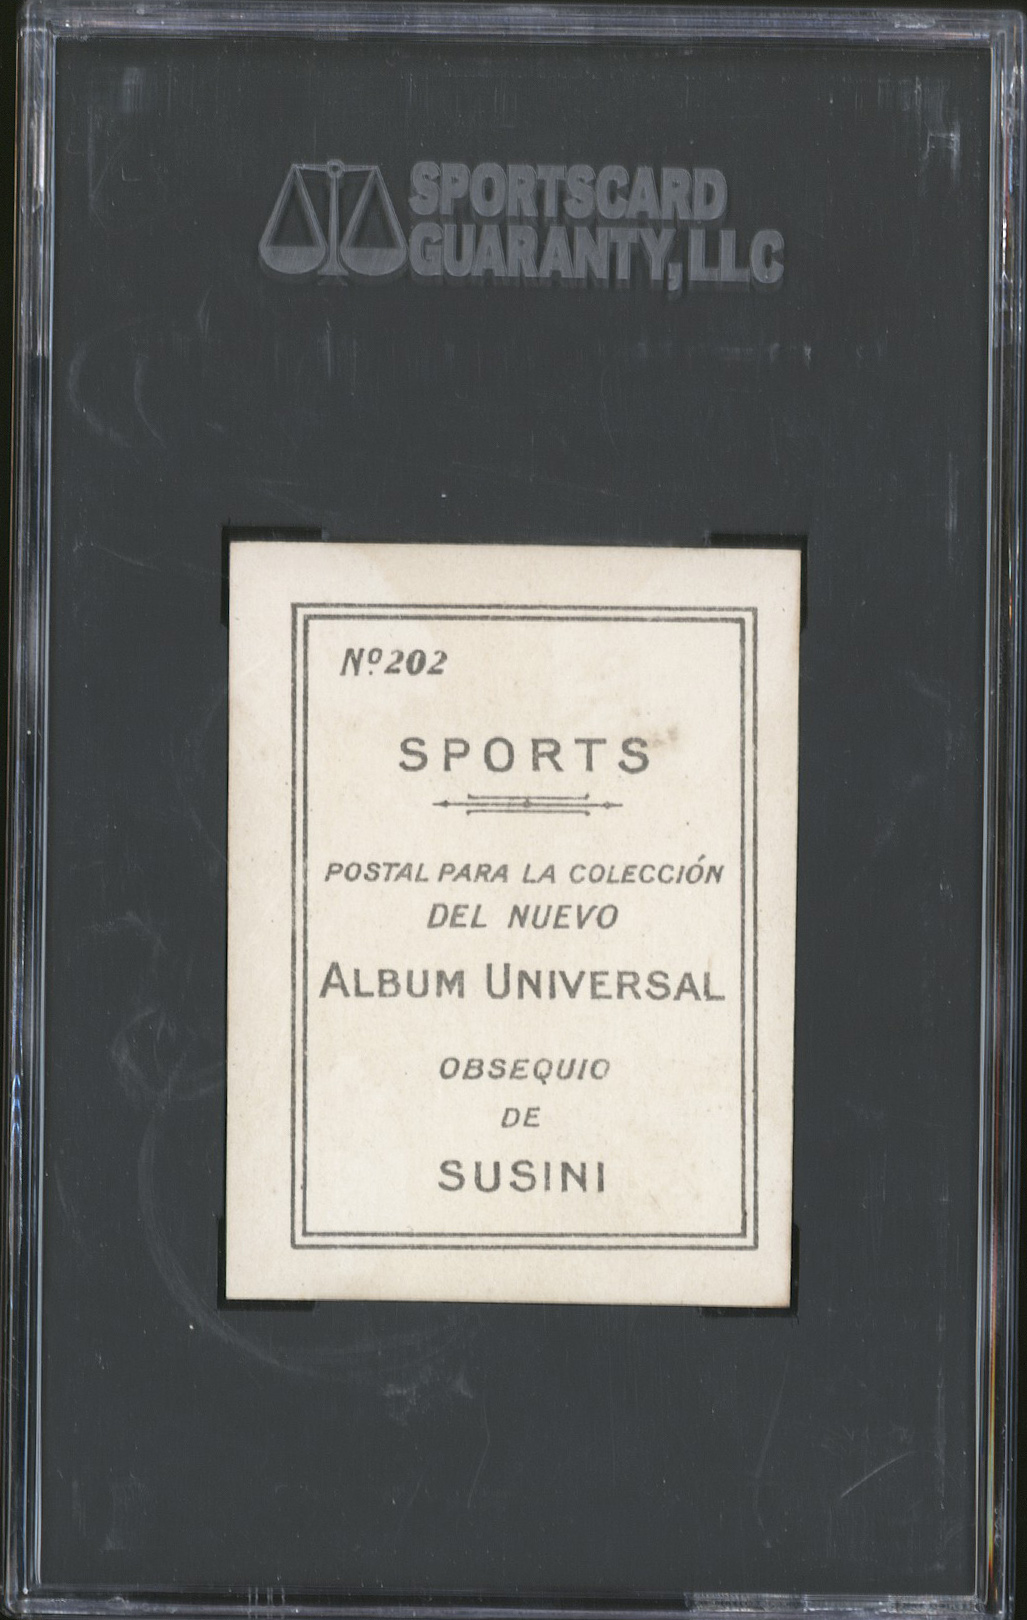 SPORTSCARD
GUARANTY, LLC
Nº 202
SPORTS
POSTAL PARA LA COLECCIÓN
DEL NUEVO
ALBUM UNIVERSAL
OBSEQUIO
DE
SUSINI